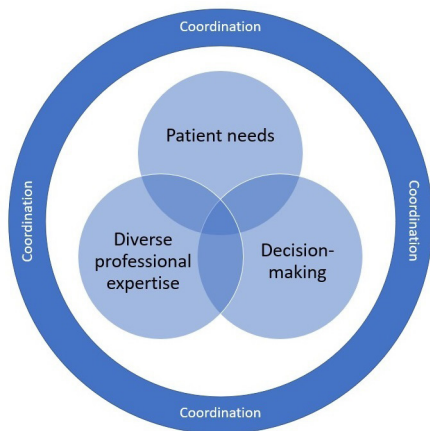 Coordination
Patient needs
Coordination
Coordination
Diverse
professional
expertise
Decision-
making
Coordination